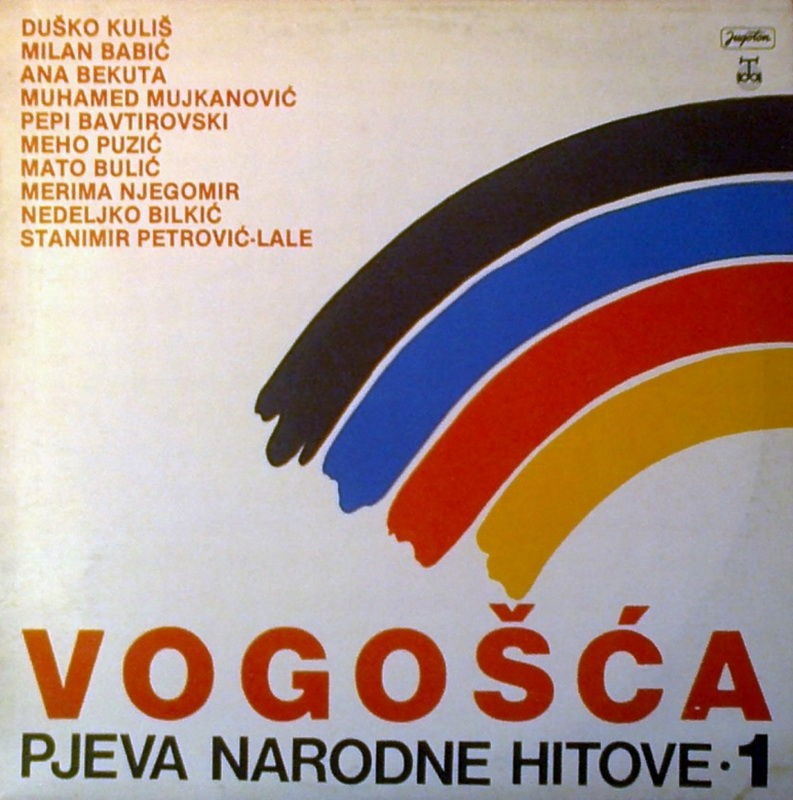 DUŠKO KULIŠ
MILAN BABIĆ
ANA BEKUTA
MUHAMED MUJKANOVIĆ
PEPI BAVTIROVSKI
MEHO PUZIĆ
MATO BULIĆ
MERIMA NJEGOMIR
NEDELJKO BILKIĆ
STANIMIR PETROVIĆ-LALE
Jugoton
VOGOŠĆA
PJEVA NARODNE HITOVE·1